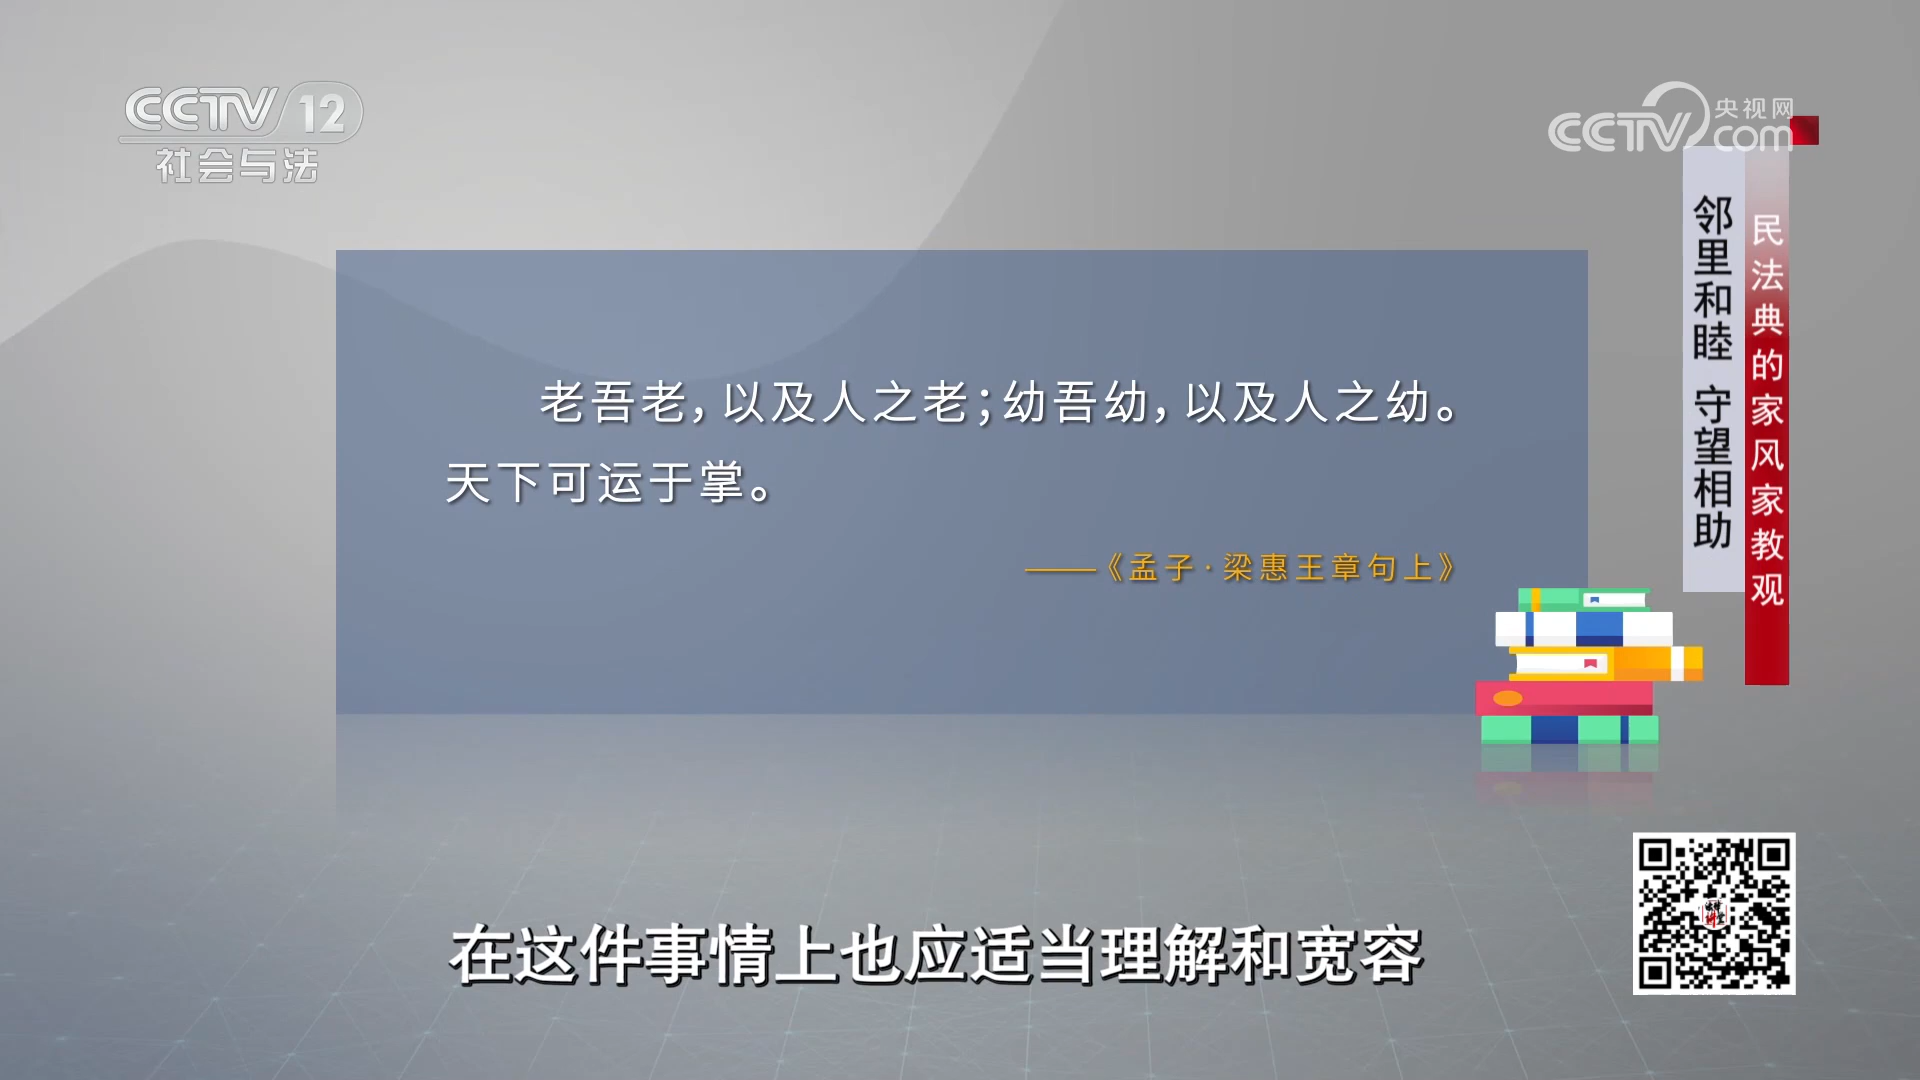 CCTV 12
社会与法
央视网
CCTV.com
邻里和睦 守望相助
民法典的家风家教观
老吾老，以及人之老；幼吾幼，以及人之幼。
天下可运于掌。
——《孟子·梁惠王章句上》
在这件事情上也应适当理解和宽容